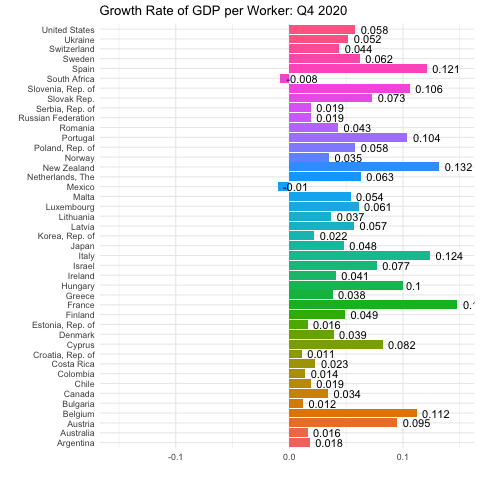 Growth Rate of GDP per Worker: Q4 2020
United States 0.058
Ukraine 0.052
Switzerland 0.044
Sweden 0.062
Spain 0.121
South Africa -0.008
Slovenia, Rep. of 0.106
Slovak Rep. 0.073
Serbia, Rep. of 0.019
Russian Federation 0.019
Romania 0.043
Portugal 0.104
Poland, Rep. of 0.058
Norway 0.035
New Zealand 0.132
Netherlands, The 0.063
Mexico -0.01
Malta 0.054
Luxembourg 0.061
Lithuania 0.037
Latvia 0.057
Korea, Rep. of 0.022
Japan 0.048
Italy 0.124
Israel 0.077
Ireland 0.041
Hungary 0.1
Greece 0.038
France
Finland 0.049
Estonia, Rep. of 0.016
Denmark 0.039
Cyprus 0.082
Croatia, Rep. of 0.011
Costa Rica 0.023
Colombia 0.014
Chile 0.019
Canada 0.034
Bulgaria 0.012
Belgium 0.112
Austria 0.095
Australia 0.016
Argentina 0.018
-0.1 0.0 0.1